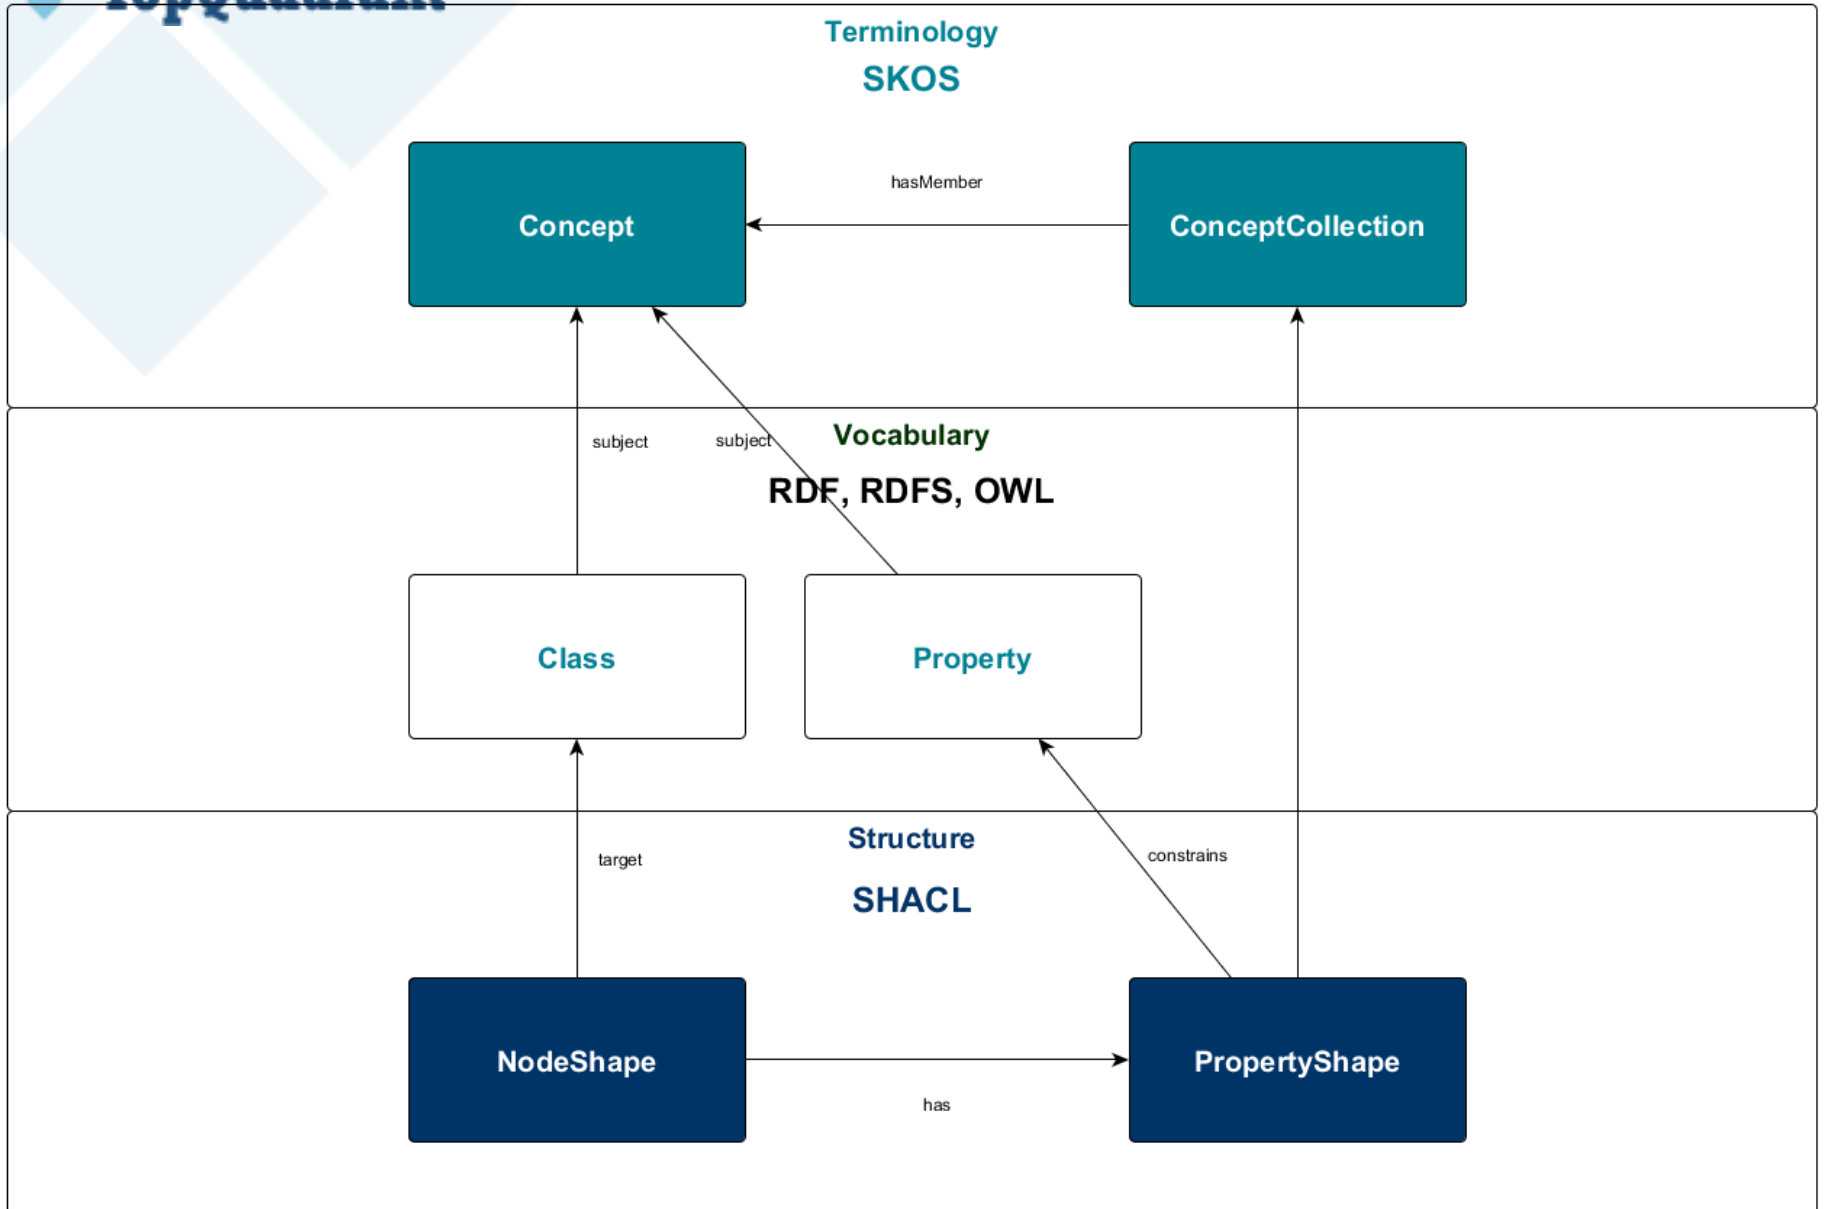 TopQuadrant
Terminology
SKOS
hasMember
Concept
ConceptCollection
subject
subject
Vocabulary
RDF, RDFS, OWL
Class
Property
Structure
target
constrains
SHACL
NodeShape
PropertyShape
has